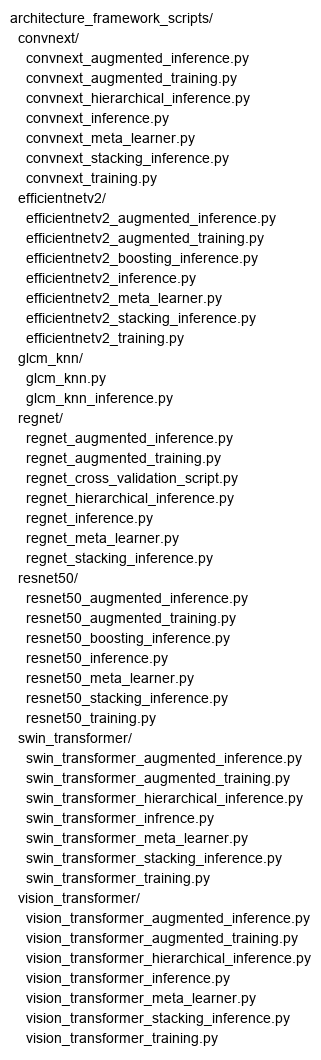 architecture_framework_scripts/
convnext/
convnext_augmented_inference.py
convnext_augmented_training.py
convnext_hierarchical_inference.py
convnext_inference.py
convnext_meta_learner.py
convnext_stacking_inference.py
convnext_training.py
efficientnetv2/
efficientnetv2_augmented_inference.py
efficientnetv2_augmented_training.py
efficientnetv2_boosting_inference.py
efficientnetv2_inference.py
efficientnetv2_meta_learner.py
efficientnetv2_stacking_inference.py
efficientnetv2_training.py
glcm_knn/
glcm_knn.py
glcm_knn_inference.py
regnet/
regnet_augmented_inference.py
regnet_augmented_training.py
regnet_cross_validation_script.py
regnet_hierarchical_inference.py
regnet_inference.py
regnet_meta_learner.py
regnet_stacking_inference.py
resnet50/
resnet50_augmented_inference.py
resnet50_augmented_training.py
resnet50_boosting_inference.py
resnet50_inference.py
resnet50_meta_learner.py
resnet50_stacking_inference.py
resnet50_training.py
swin_transformer/
swin_transformer_augmented_inference.py
swin_transformer_augmented_training.py
swin_transformer_hierarchical_inference.py
swin_transformer_infrence.py
swin_transformer_meta_learner.py
swin_transformer_stacking_inference.py
swin_transformer_training.py
vision_transformer/
vision_transformer_augmented_inference.py
vision_transformer_augmented_training.py
vision_transformer_hierarchical_inference.py
vision_transformer_inference.py
vision_transformer_meta_learner.py
vision_transformer_stacking_inference.py
vision_transformer_training.py